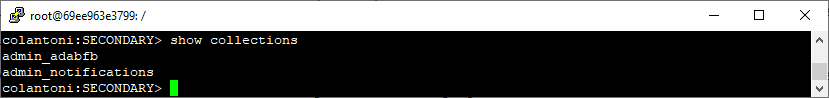 root@69ee963e3799: /
colantoni:SECONDARY> show collections
admin_adabfb
admin_notifications
colantoni:SECONDARY>